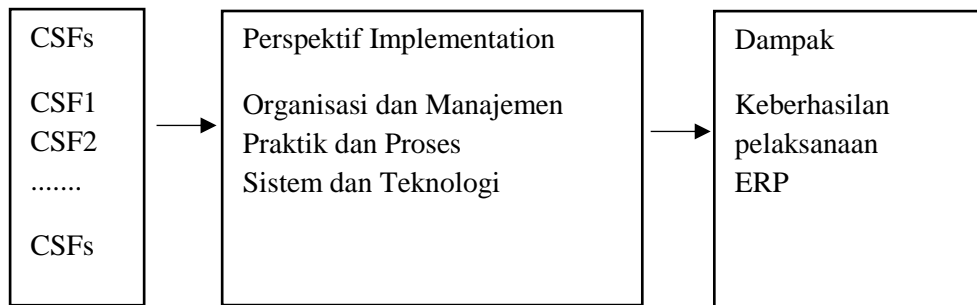 CSFs
CSF1
CSF2
.......
CSFs
Perspektif Implementation
Organisasi dan Manajemen
Praktik dan Proses
Sistem dan Teknologi
Dampak
Keberhasilan
pelaksanaan
ERP